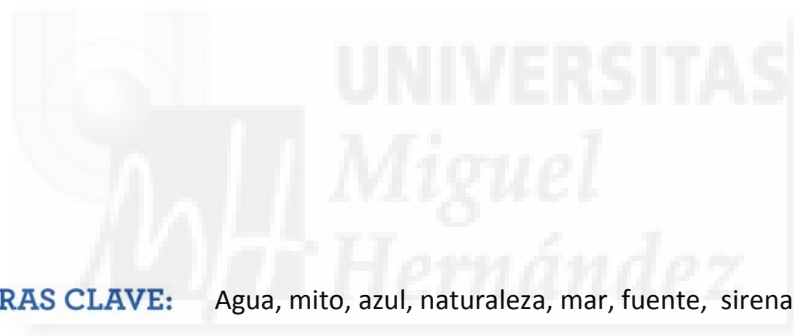 UNIVERSITAS
Miguel
Hernández
RAS CLAVE: Agua, mito, azul, naturaleza, mar, fuente, sirena